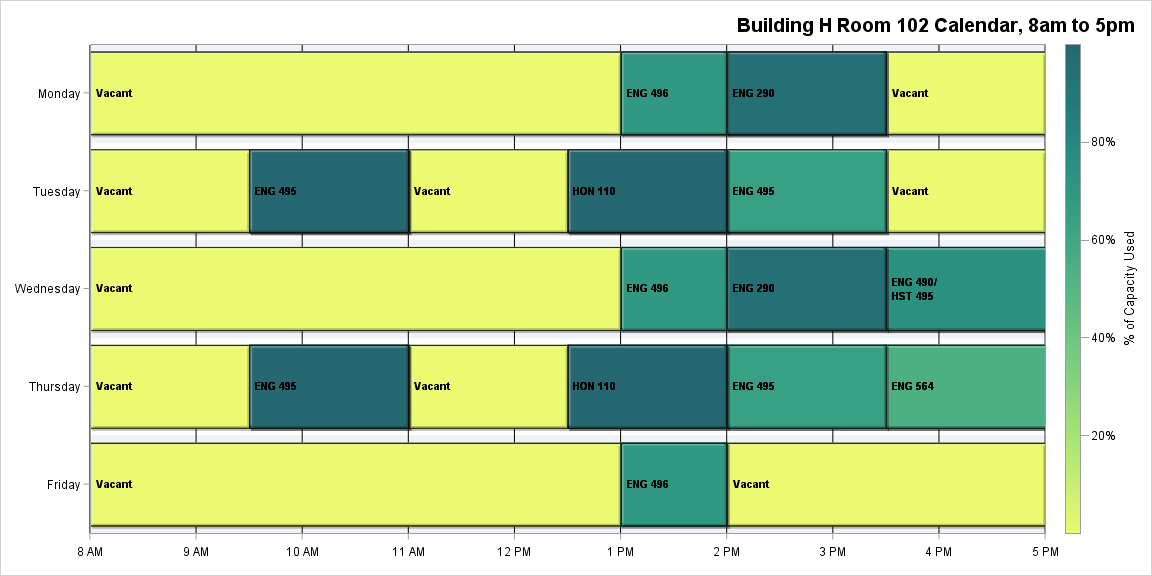 Building H Room 102 Calendar, 8am to 5pm
Monday
Vacant
ENG 496
ENG 290
Vacant
Tuesday
Vacant
ENG 495
Vacant
HON 110
ENG 495
Vacant
Wednesday
Vacant
ENG 496
ENG 290
ENG 490/
HST 495
Thursday
Vacant
ENG 495
Vacant
HON 110
ENG 495
ENG 564
Friday
Vacant
ENG 496
Vacant
8 AM
9 AM
10 AM
11 AM
12 PM
1 PM
2 PM
3 PM
4 PM
5 PM
80%
60%
40%
20%
% of Capacity Used